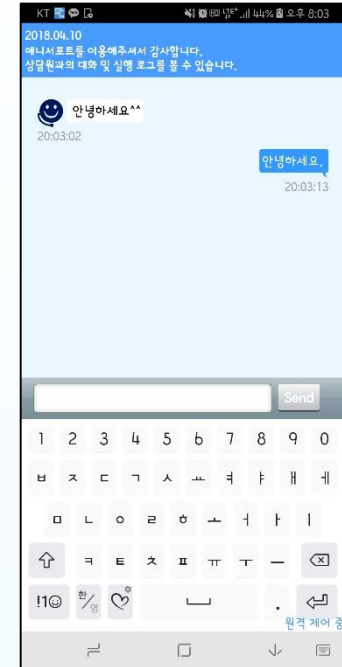 KT LTE 44% 오후 8:03
2018.04.10
애니서포트를 이용해주셔서 감사합니다.
상담원과의 대화 및 실행 로그를 볼 수 있습니다.
안녕하세요^^
20:03:02
안녕하세요.
20:03:13
Send
1 2 3 4 5 6 7 8 9 0
ㅂ ㅈ ㄷ ㄱ ㅅ ㅛ ㅕ ㅑ ㅐ ㅔ
ㅁ ㄴ ㅇ ㄹ ㅎ ㅗ ㅓ ㅏ ㅣ
ㅋ ㅌ ㅊ ㅍ ㅠ ㅜ ㅡ
!1☺ 한/영 .
원격 제어 중